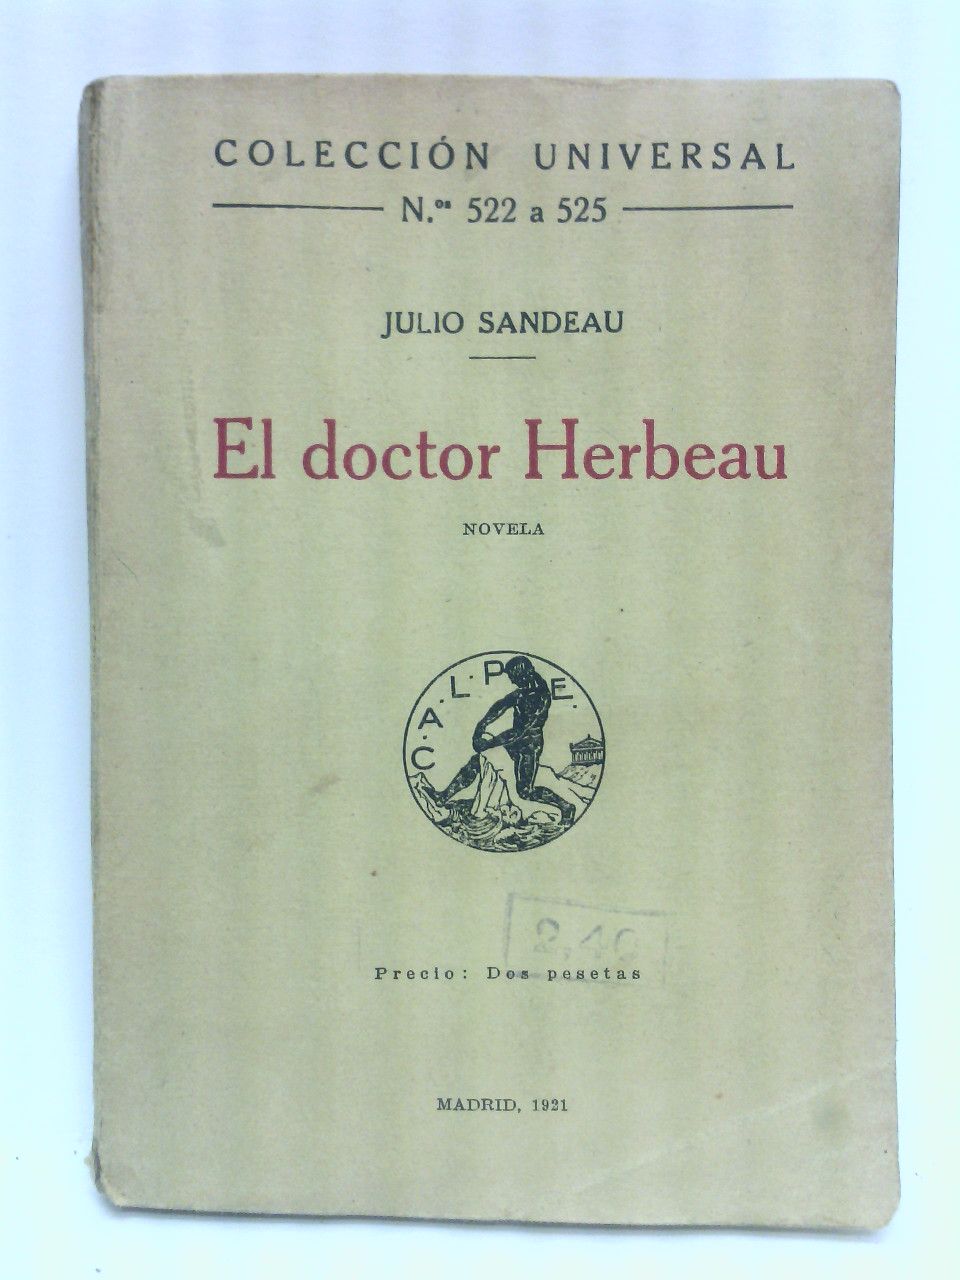 COLECCIÓN UNIVERSAL
N.ºs 522 a 525
JULIO SANDEAU
El doctor Herbeau
NOVELA
C.A.L.P.E.
2,40
Precio: Dos pesetas
MADRID, 1921